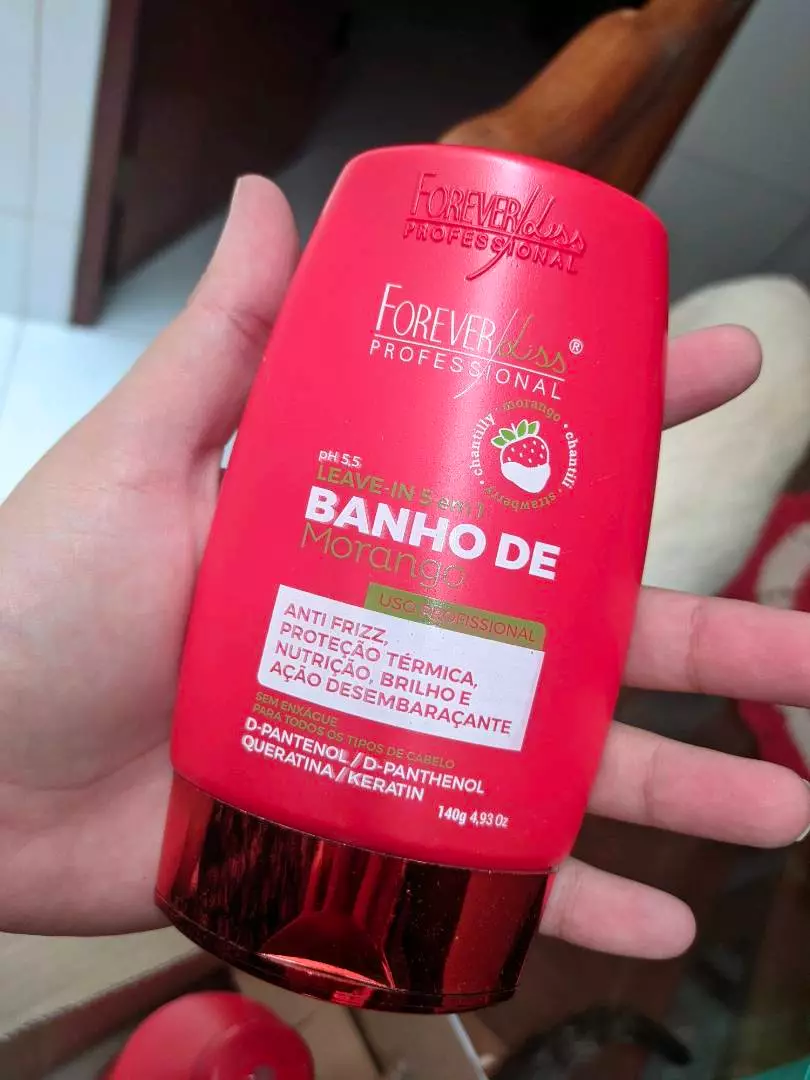 FOREVER Liss
PROFESSIONAL
FOREVER Liss®
PROFESSIONAL
chantilly • morango • chantili • strawberry •
pH 5,5
LEAVE-IN 5 em 1
BANHO DE
Morango
USO PROFISSIONAL
ANTI FRIZZ,
PROTEÇÃO TÉRMICA,
NUTRIÇÃO, BRILHO E
AÇÃO DESEMBARAÇANTE
SEM ENXÁGUE
PARA TODOS OS TIPOS DE CABELO
D-PANTENOL/D-PANTHENOL
QUERATINA/KERATIN
140g 4,93 Oz